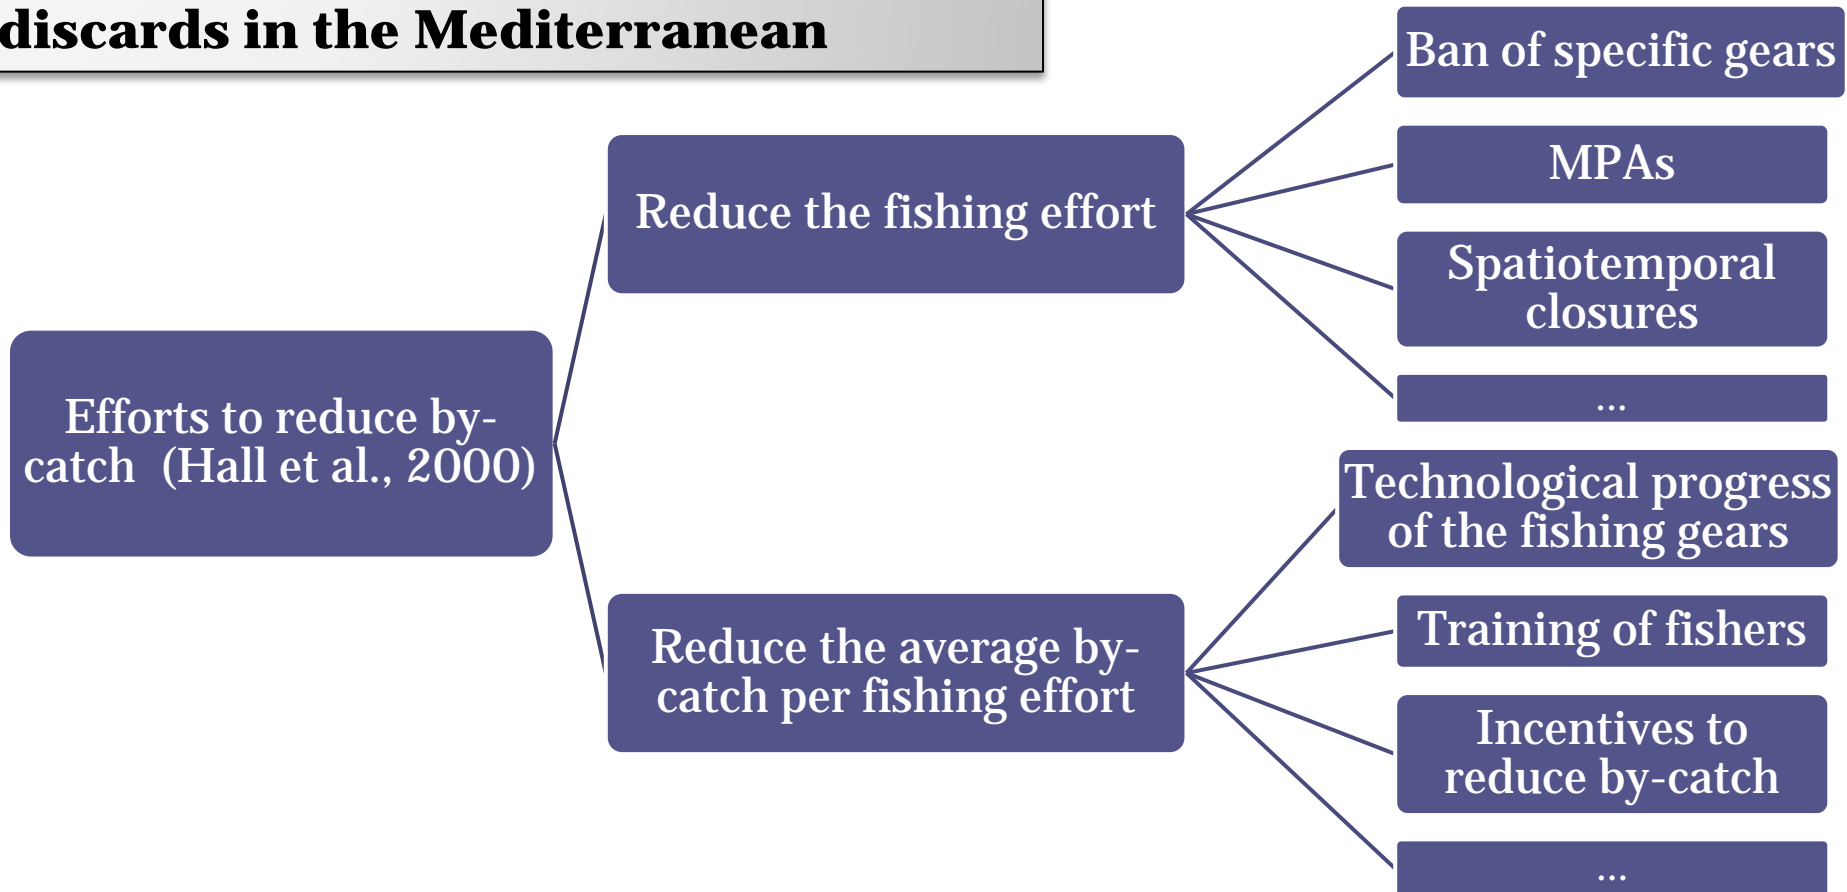 discards in the Mediterranean
Efforts to reduce by-
catch (Hall et al., 2000)
Reduce the fishing effort
Ban of specific gears
MPAs
Spatiotemporal
closures
...
Reduce the average by-
catch per fishing effort
Technological progress
of the fishing gears
Training of fishers
Incentives to
reduce by-catch
...